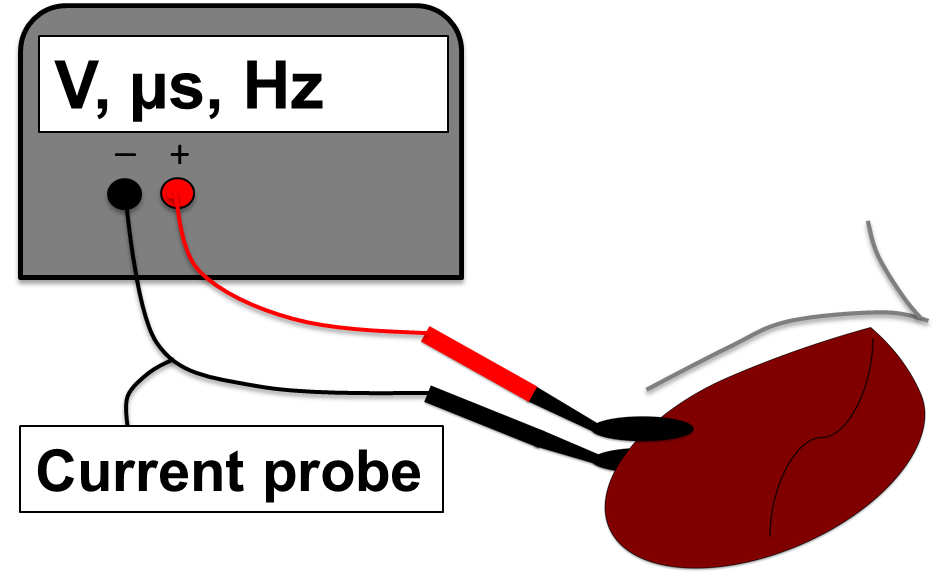 V, µs, Hz
– +
Current probe